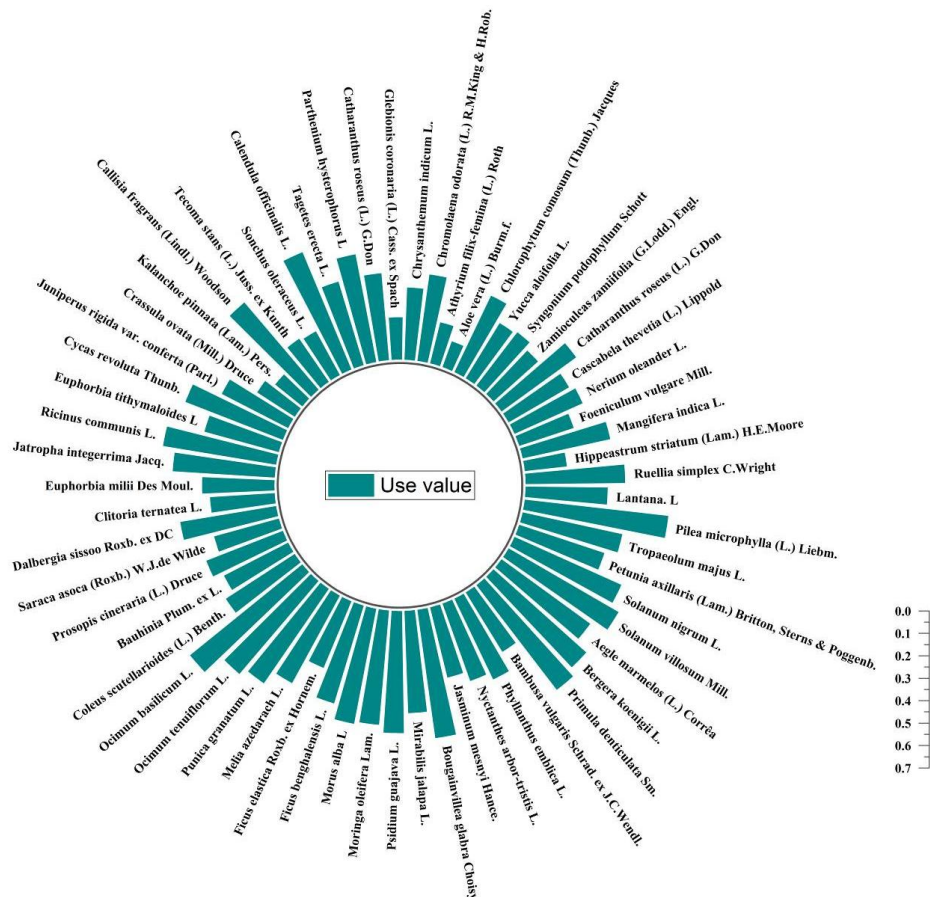 Glebionis coronaria (L.) Cass. ex Spach
Chrysanthemum indicum L.
Chromolaena odorata (L.) R.M.King & H.Rob.
Athyrium filix-femina (L.) Roth
Aloe vera (L.) Burm.f.
Chlorophytum comosum (Thunb.) Jacques
Yucca aloifolia L.
Syngonium podophyllum Schott
Zamioculcas zamiifolia (G.Lodd.) Engl.
Catharanthus roseus (L.) G.Don
Cascabela thevetia (L.) Lippold
Nerium oleander L.
Foeniculum vulgare Mill.
Mangifera indica L.
Hippeastrum striatum (Lam.) H.E.Moore
Ruellia simplex C.Wright
Lantana. L
Pilea microphylla (L.) Liebm.
Tropaeolum majus L.
Petunia axillaris (Lam.) Britton, Sterns & Poggenb.
Solanum nigrum L.
Solanum villosum Mill.
Aegle marmelos (L.) Corrêa
Bergera koenigii L.
Primula denticulata Sm.
Bambusa vulgaris Schrad. ex J.C.Wendl.
Phyllanthus emblica L.
Nyctanthes arbor-tristis L.
Jasminum mesnyi Hance.
Bougainvillea glabra Choisy
Mirabilis jalapa L.
Psidium guajava L.
Moringa oleifera Lam.
Morus alba L
Ficus benghalensis L.
Ficus elastica Roxb. ex Hornem.
Melia azedarach L.
Punica granatum L.
Ocimum tenuiflorum L.
Ocimum basilicum L.
Coleus scutellarioides (L.) Benth.
Bauhinia Plum. ex L.
Prosopis cineraria (L.) Druce
Saraca asoca (Roxb.) W.J.de Wilde
Dalbergia sissoo Roxb. ex DC
Clitoria ternatea L.
Euphorbia milii Des Moul.
Jatropha integerrima Jacq.
Ricinus communis L.
Euphorbia tithymaloides L
Cycas revoluta Thunb.
Juniperus rigida var. conferta (Parl.)
Crassula ovata (Mill.) Druce
Kalanchoe pinnata (Lam.) Pers.
Callisia fragrans (Lindl.) Woodson
Tecoma stans (L.) Juss. ex Kunth
Sonchus oleraceus L.
Calendula officinalis L.
Tagetes erecta L.
Parthenium hysterophorus L
Catharanthus roseus (L.) G.Don
Use value
0.0
0.1
0.2
0.3
0.4
0.5
0.6
0.7